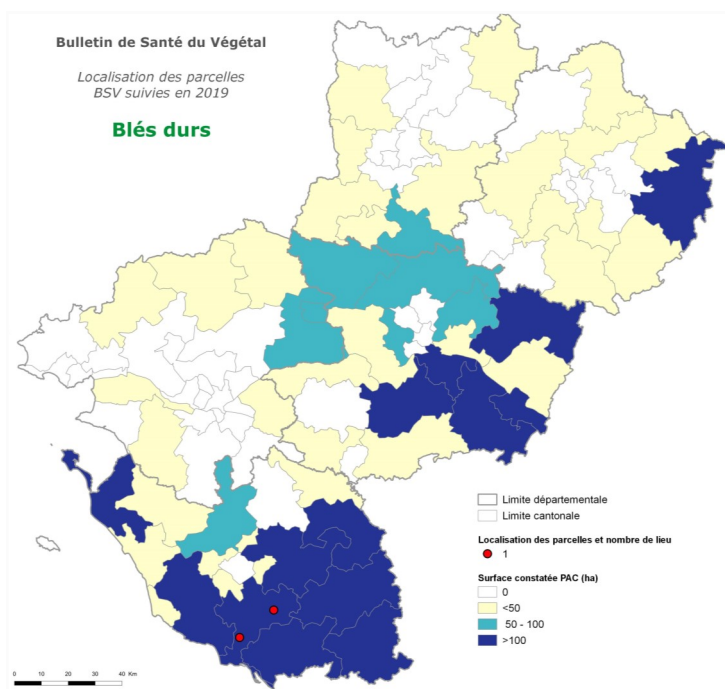 Bulletin de Santé du Végétal
Localisation des parcelles
BSV suivies en 2019
Blés durs
Limite départementale
Limite cantonale
Localisation des parcelles et nombre de lieu
1
Surface constatée PAC (ha)
0
<50
50 - 100
>100
0 10 20 30 40 Km